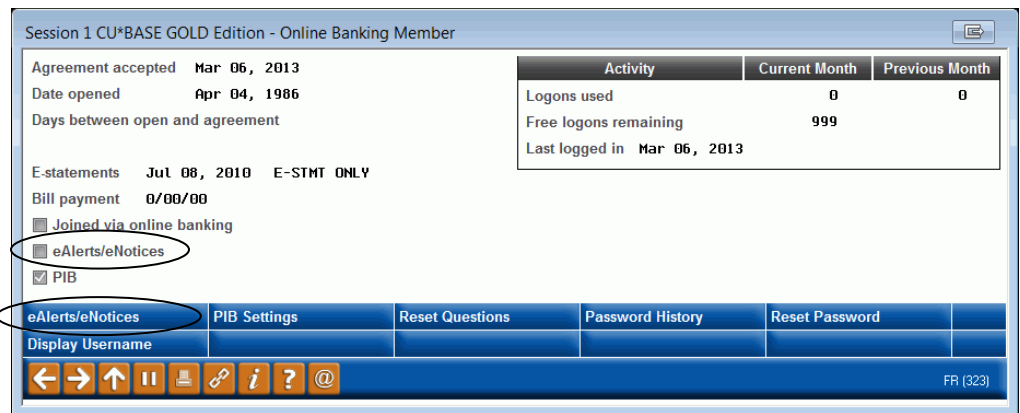 Session 1 CU*BASE GOLD Edition - Online Banking Member
Agreement accepted Mar 06, 2013
Date opened Apr 04, 1986
Days between open and agreement
Activity Current Month Previous Month
Logons used 0 0
Free logons remaining 999
Last logged in Mar 06, 2013
E-statements Jul 08, 2010 E-STMT ONLY
Bill payment 0/00/00
Joined via online banking
eAlerts/eNotices
PIB
eAlerts/eNotices PIB Settings Reset Questions Password History Reset Password
Display Username
i ? @ FR (323)